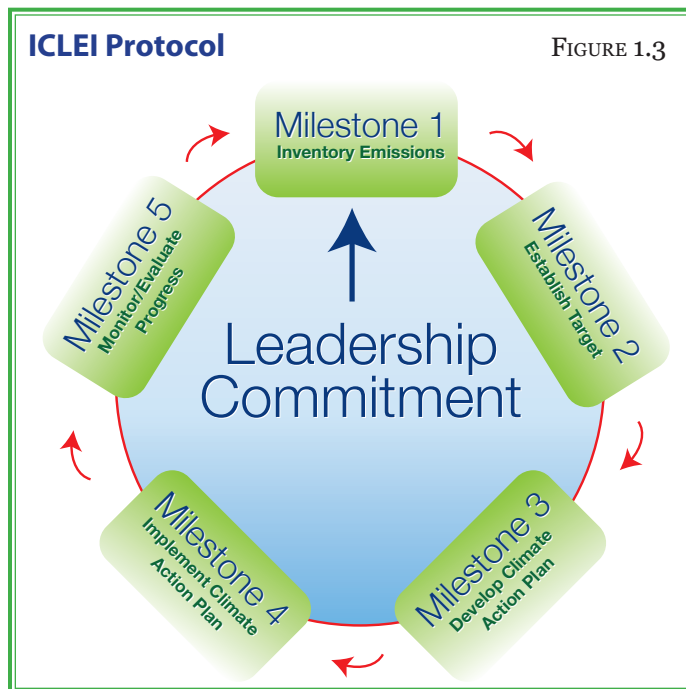 ICLEI Protocol
FIGURE 1.3
Milestone 1
Inventory Emissions
Milestone 2
Establish Target
Milestone 3
Develop Climate
Action Plan
Milestone 4
Implement Climate
Action Plan
Milestone 5
Monitor/Evaluate
Progress
Leadership
Commitment